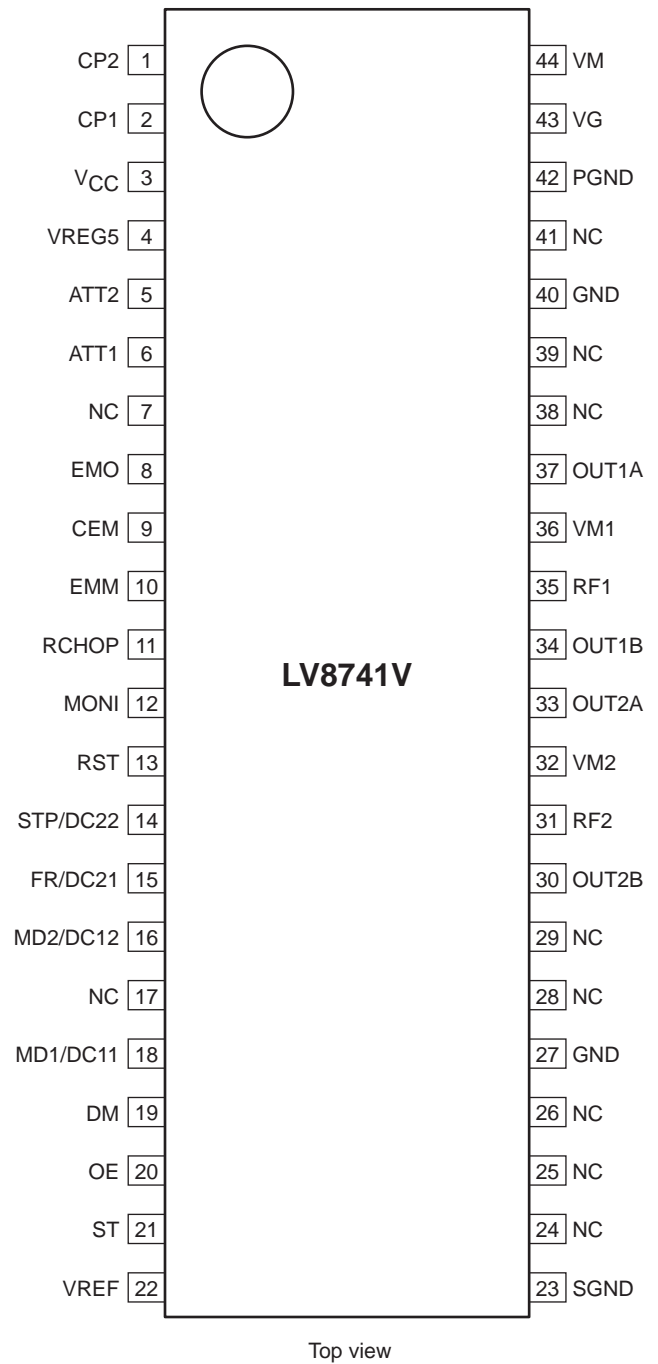 CP2 1 44 VM
CP1 2 43 VG
VCC 3 42 PGND
VREG5 4 41 NC
ATT2 5 40 GND
ATT1 6 39 NC
NC 7 38 NC
EMO 8 37 OUT1A
CEM 9 36 VM1
EMM 10 35 RF1
RCHOP 11 34 OUT1B
LV8741V
MONI 12 33 OUT2A
RST 13 32 VM2
STP/DC22 14 31 RF2
FR/DC21 15 30 OUT2B
MD2/DC12 16 29 NC
NC 17 28 NC
MD1/DC11 18 27 GND
DM 19 26 NC
OE 20 25 NC
ST 21 24 NC
VREF 22 23 SGND
Top view